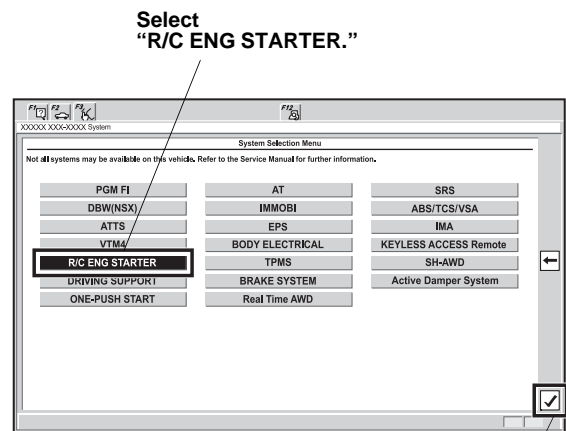 Select
“R/C ENG STARTER.”
F1 F2 F3 F12
XXXXX XXX-XXXX System
System Selection Menu
Not all systems may be available on this vehicle. Refer to the Service Manual for further information.
PGM FI AT SRS
DBW(NSX) IMMOBI ABS/TCS/VSA
ATTS EPS IMA
VTM4 BODY ELECTRICAL KEYLESS ACCESS Remote
R/C ENG STARTER TPMS SH-AWD
DRIVING SUPPORT BRAKE SYSTEM Active Damper System
ONE-PUSH START Real Time AWD